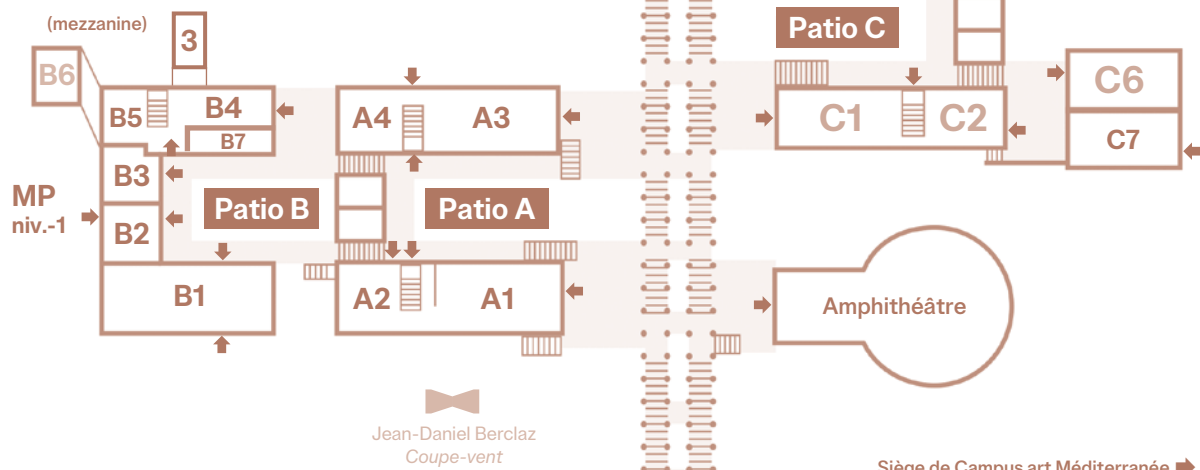 (mezzanine)
3
Patio C
B6
B5
B4
B7
A4
A3
C1
C2
C6
C7
B3
MP
niv.-1
B2
Patio B
Patio A
B1
A2
A1
Amphithéâtre
Jean-Daniel Berclaz
Coupe-vent
Siège de Campus art Méditerranée